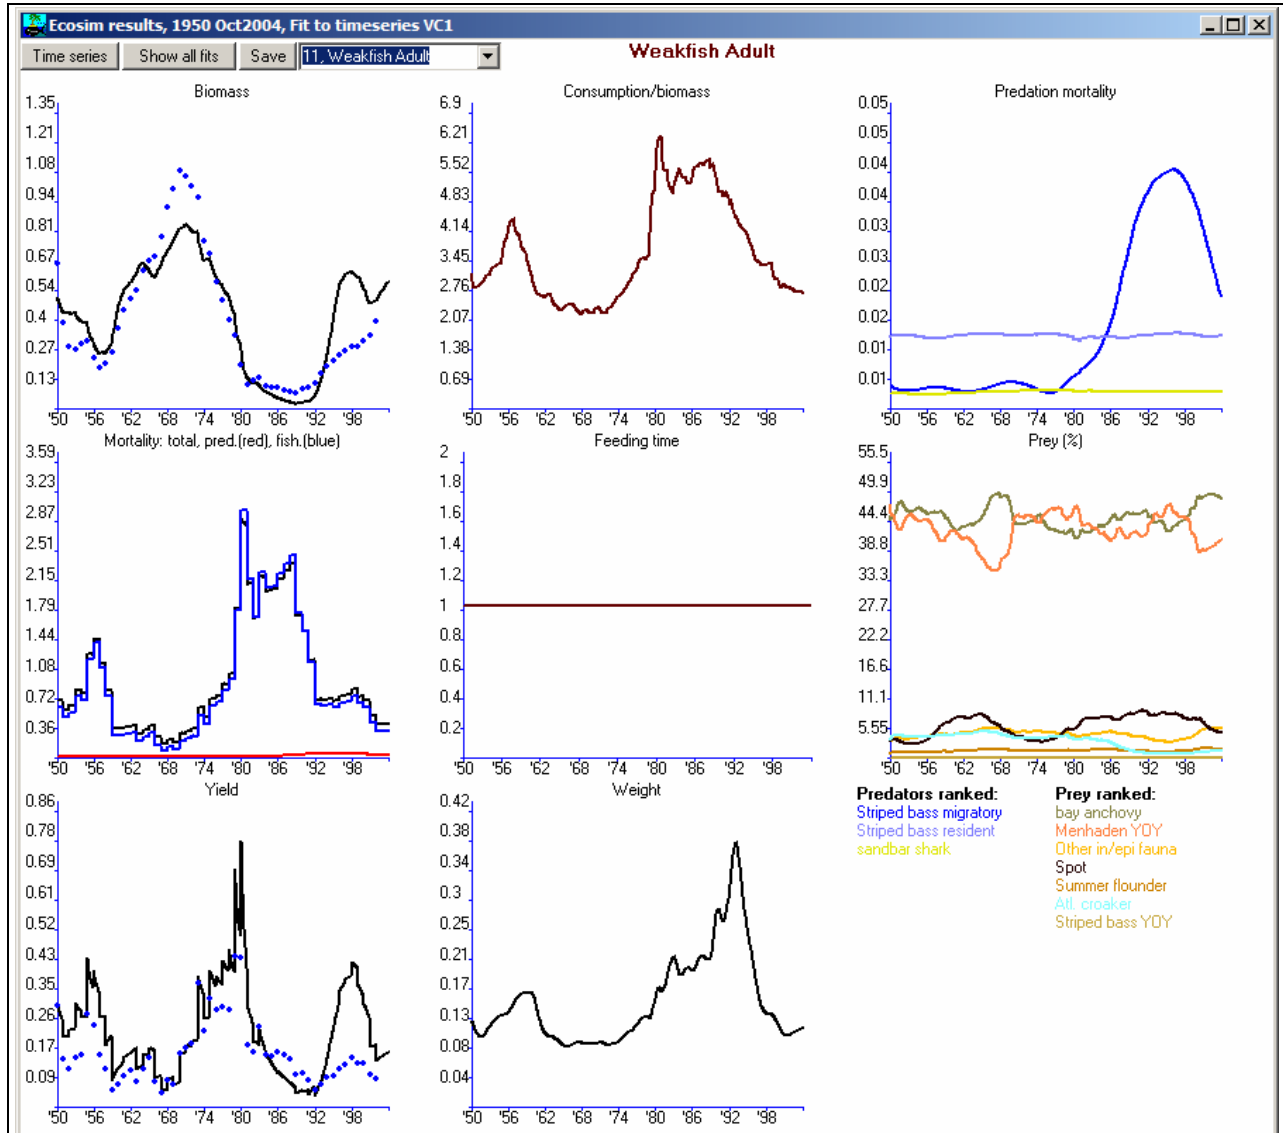 Ecosim results, 1950 Oct2004, Fit to timeseries VC1
Time series Show all fits Save 11, Weakfish Adult Weakfish Adult
Biomass
1.35
1.21
1.08
0.94
0.81
0.67
0.54
0.4
0.27
0.13
'50 '56 '62 '68 '74 '80 '86 '92 '98
Consumption/biomass
6.9
6.21
5.52
4.83
4.14
3.45
2.76
2.07
1.38
0.69
'50 '56 '62 '68 '74 '80 '86 '92 '98
Predation mortality
0.05
0.05
0.04
0.04
0.03
0.03
0.02
0.02
0.01
0.01
'50 '56 '62 '68 '74 '80 '86 '92 '98
Mortality: total, pred.(red), fish.(blue)
3.59
3.23
2.87
2.51
2.15
1.79
1.44
1.08
0.72
0.36
'50 '56 '62 '68 '74 '80 '86 '92 '98
Feeding time
2
1.8
1.6
1.4
1.2
1
0.8
0.6
0.4
0.2
'50 '56 '62 '68 '74 '80 '86 '92 '98
Prey (%)
55.5
49.9
44.4
38.8
33.3
27.7
22.2
16.6
11.1
5.55
'50 '56 '62 '68 '74 '80 '86 '92 '98
Yield
0.86
0.78
0.69
0.61
0.52
0.43
0.35
0.26
0.17
0.09
'50 '56 '62 '68 '74 '80 '86 '92 '98
Weight
0.42
0.38
0.34
0.3
0.25
0.21
0.17
0.13
0.08
0.04
'50 '56 '62 '68 '74 '80 '86 '92 '98
Predators ranked:
Striped bass migratory
Striped bass resident
sandbar shark
Prey ranked:
bay anchovy
Menhaden YOY
Other in/epi fauna
Spot
Summer flounder
Atl. croaker
Striped bass YOY